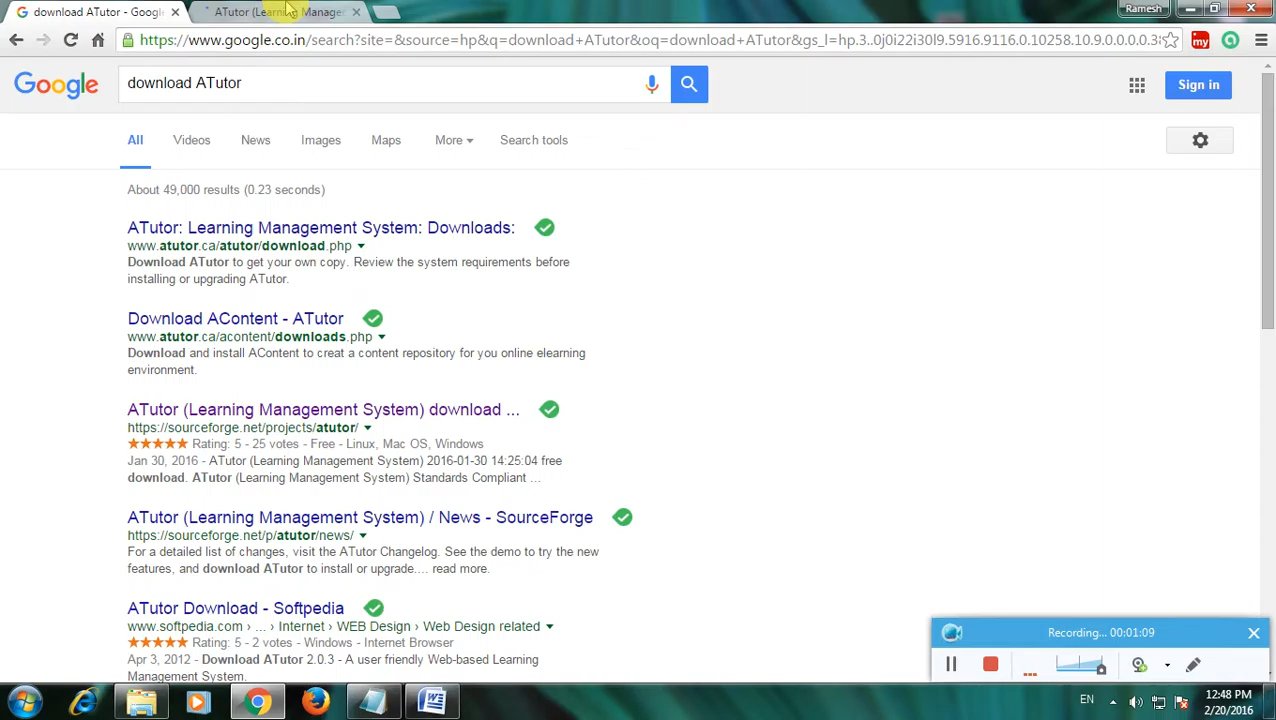 download ATutor - Googl
ATutor (Learning Manage
Ramesh
https://www.google.co.in/search?site=&source=hp&q=download+ATutor&oq=download+ATutor&gs_l=hp.3..0j0i22i30l9.5916.9116.0.10258.10.9.0.0.0.0.38
my
a
Google
download ATutor
Sign in
All
Videos
News
Images
Maps
More
Search tools
About 49,000 results (0.23 seconds)
ATutor: Learning Management System: Downloads:
www.atutor.ca/atutor/download.php
Download ATutor to get your own copy. Review the system requirements before
installing or upgrading ATutor.
Download AContent - ATutor
www.atutor.ca/acontent/downloads.php
Download and install AContent to creat a content repository for you online elearning
environment.
ATutor (Learning Management System) download ...
https://sourceforge.net/projects/atutor/
Rating: 5 - 25 votes - Free - Linux, Mac OS, Windows
Jan 30, 2016 - ATutor (Learning Management System) 2016-01-30 14:25:04 free
download. ATutor (Learning Management System) Standards Compliant ...
ATutor (Learning Management System) / News - SourceForge
https://sourceforge.net/p/atutor/news/
For a detailed list of changes, visit the ATutor Changelog. See the demo to try the new
features, and download ATutor to install or upgrade.... read more.
ATutor Download - Softpedia
www.softpedia.com › ... › Internet › WEB Design › Web Design related
Rating: 5 - 2 votes - Windows - Internet Browser
Apr 3, 2012 - Download ATutor 2.0.3 - A user friendly Web-based Learning
Management System.
Recording... 00:01:09
EN
12:48 PM
2/20/2016